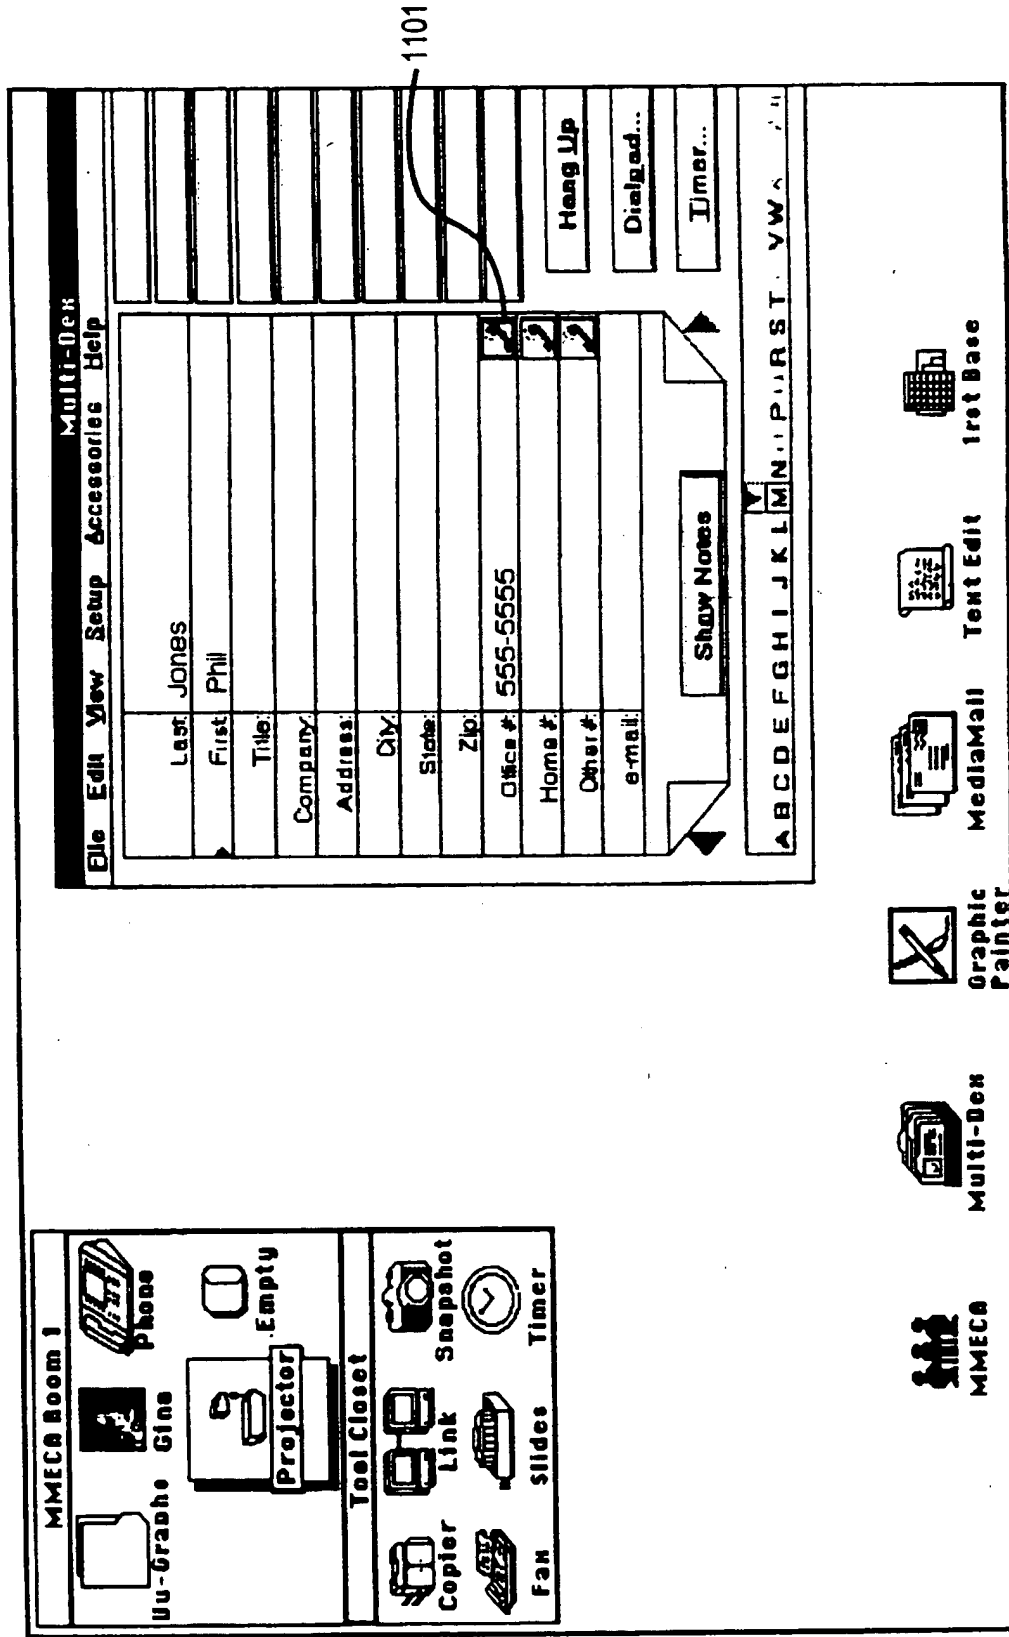 MMECA Room 1
Vu-Graphs
Gina
Phone
Projector
Empty
Tool Closet
Copier
Link
Snapshot
Fax
Slides
Timer
Multi-Dex
File Edit View Setup Accessories Help
Last: Jones
First: Phil
Title:
Company:
Address:
City:
State:
Zip:
Office #: 555-5555
Home #:
Other #:
e-mail:
Show Notes
Hang Up
Dialpad...
Timer...
A B C D E F G H I J K L M N O P Q R S T VW
1101
MMECA
Multi-Dex
Graphic
Painter
MediaMail
Text Edit
1rst Base